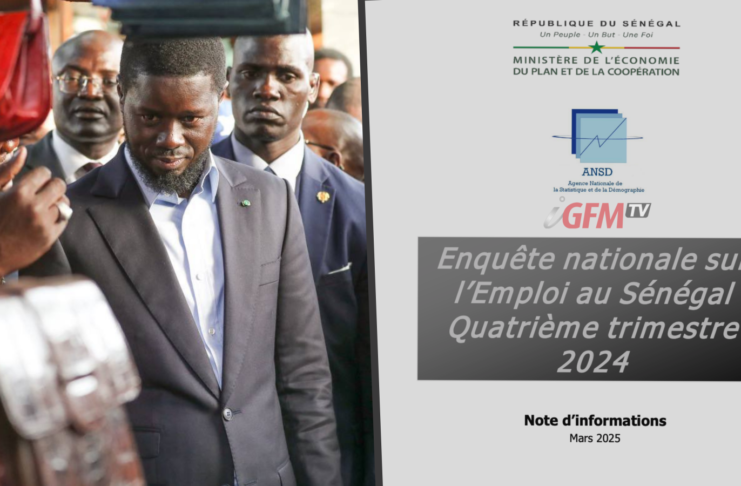 RÉPUBLIQUE DU SÉNÉGAL
Un Peuple - Un But - Une Foi
MINISTÈRE DE L'ÉCONOMIE
DU PLAN ET DE LA COOPÉRATION
ANSD
Agence Nationale de
la Statistique et de la Démographie
iGFM TV
Enquête nationale sur
l'Emploi au Sénégal
Quatrième trimestre
2024
Note d'informations
Mars 2025